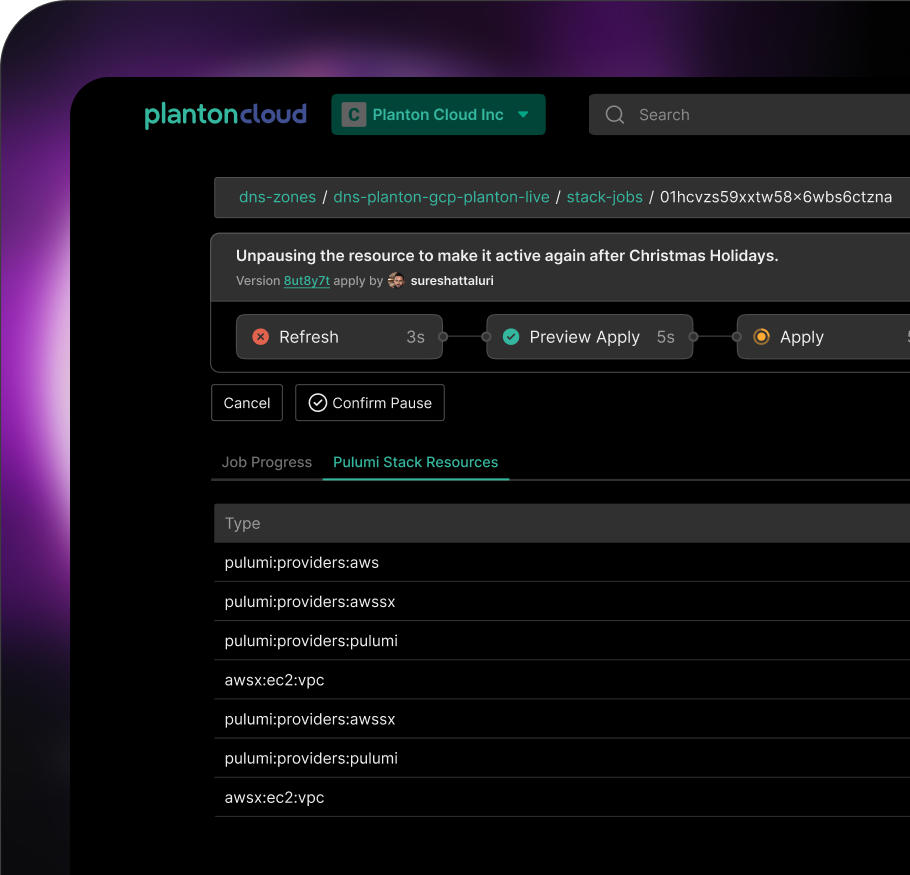 plantoncloud C Planton Cloud Inc Search
dns-zones / dns-planton-gcp-planton-live / stack-jobs / 01hcvzs59xxtw58×6wbs6ctzna
Unpausing the resource to make it active again after Christmas Holidays.
Version 8ut8y7t apply by sureshattaluri
Refresh 3s Preview Apply 5s Apply
Cancel Confirm Pause
Job Progress Pulumi Stack Resources
Type
pulumi:providers:aws
pulumi:providers:awssx
pulumi:providers:pulumi
awsx:ec2:vpc
pulumi:providers:awssx
pulumi:providers:pulumi
awsx:ec2:vpc